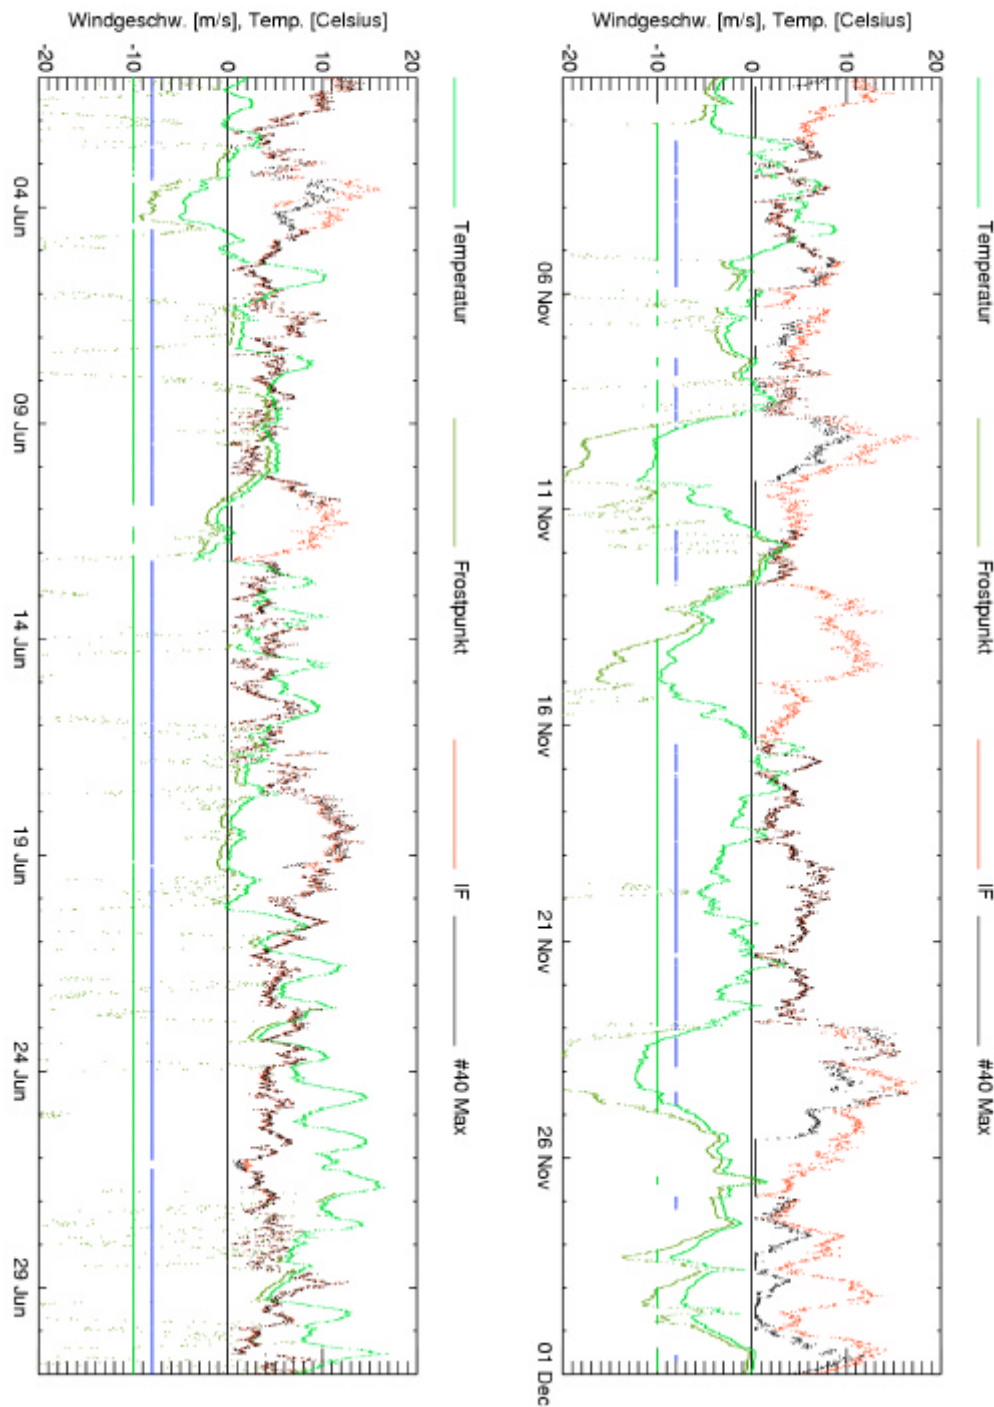 Temperatur Frostpunkt IF #40 Max
Windgeschw. [m/s], Temp. [Celsius]
20
10
0
-10
-20
06 Nov 11 Nov 16 Nov 21 Nov 26 Nov 01 Dec
Temperatur Frostpunkt IF #40 Max
Windgeschw. [m/s], Temp. [Celsius]
20
10
0
-10
-20
04 Jun 09 Jun 14 Jun 19 Jun 24 Jun 29 Jun